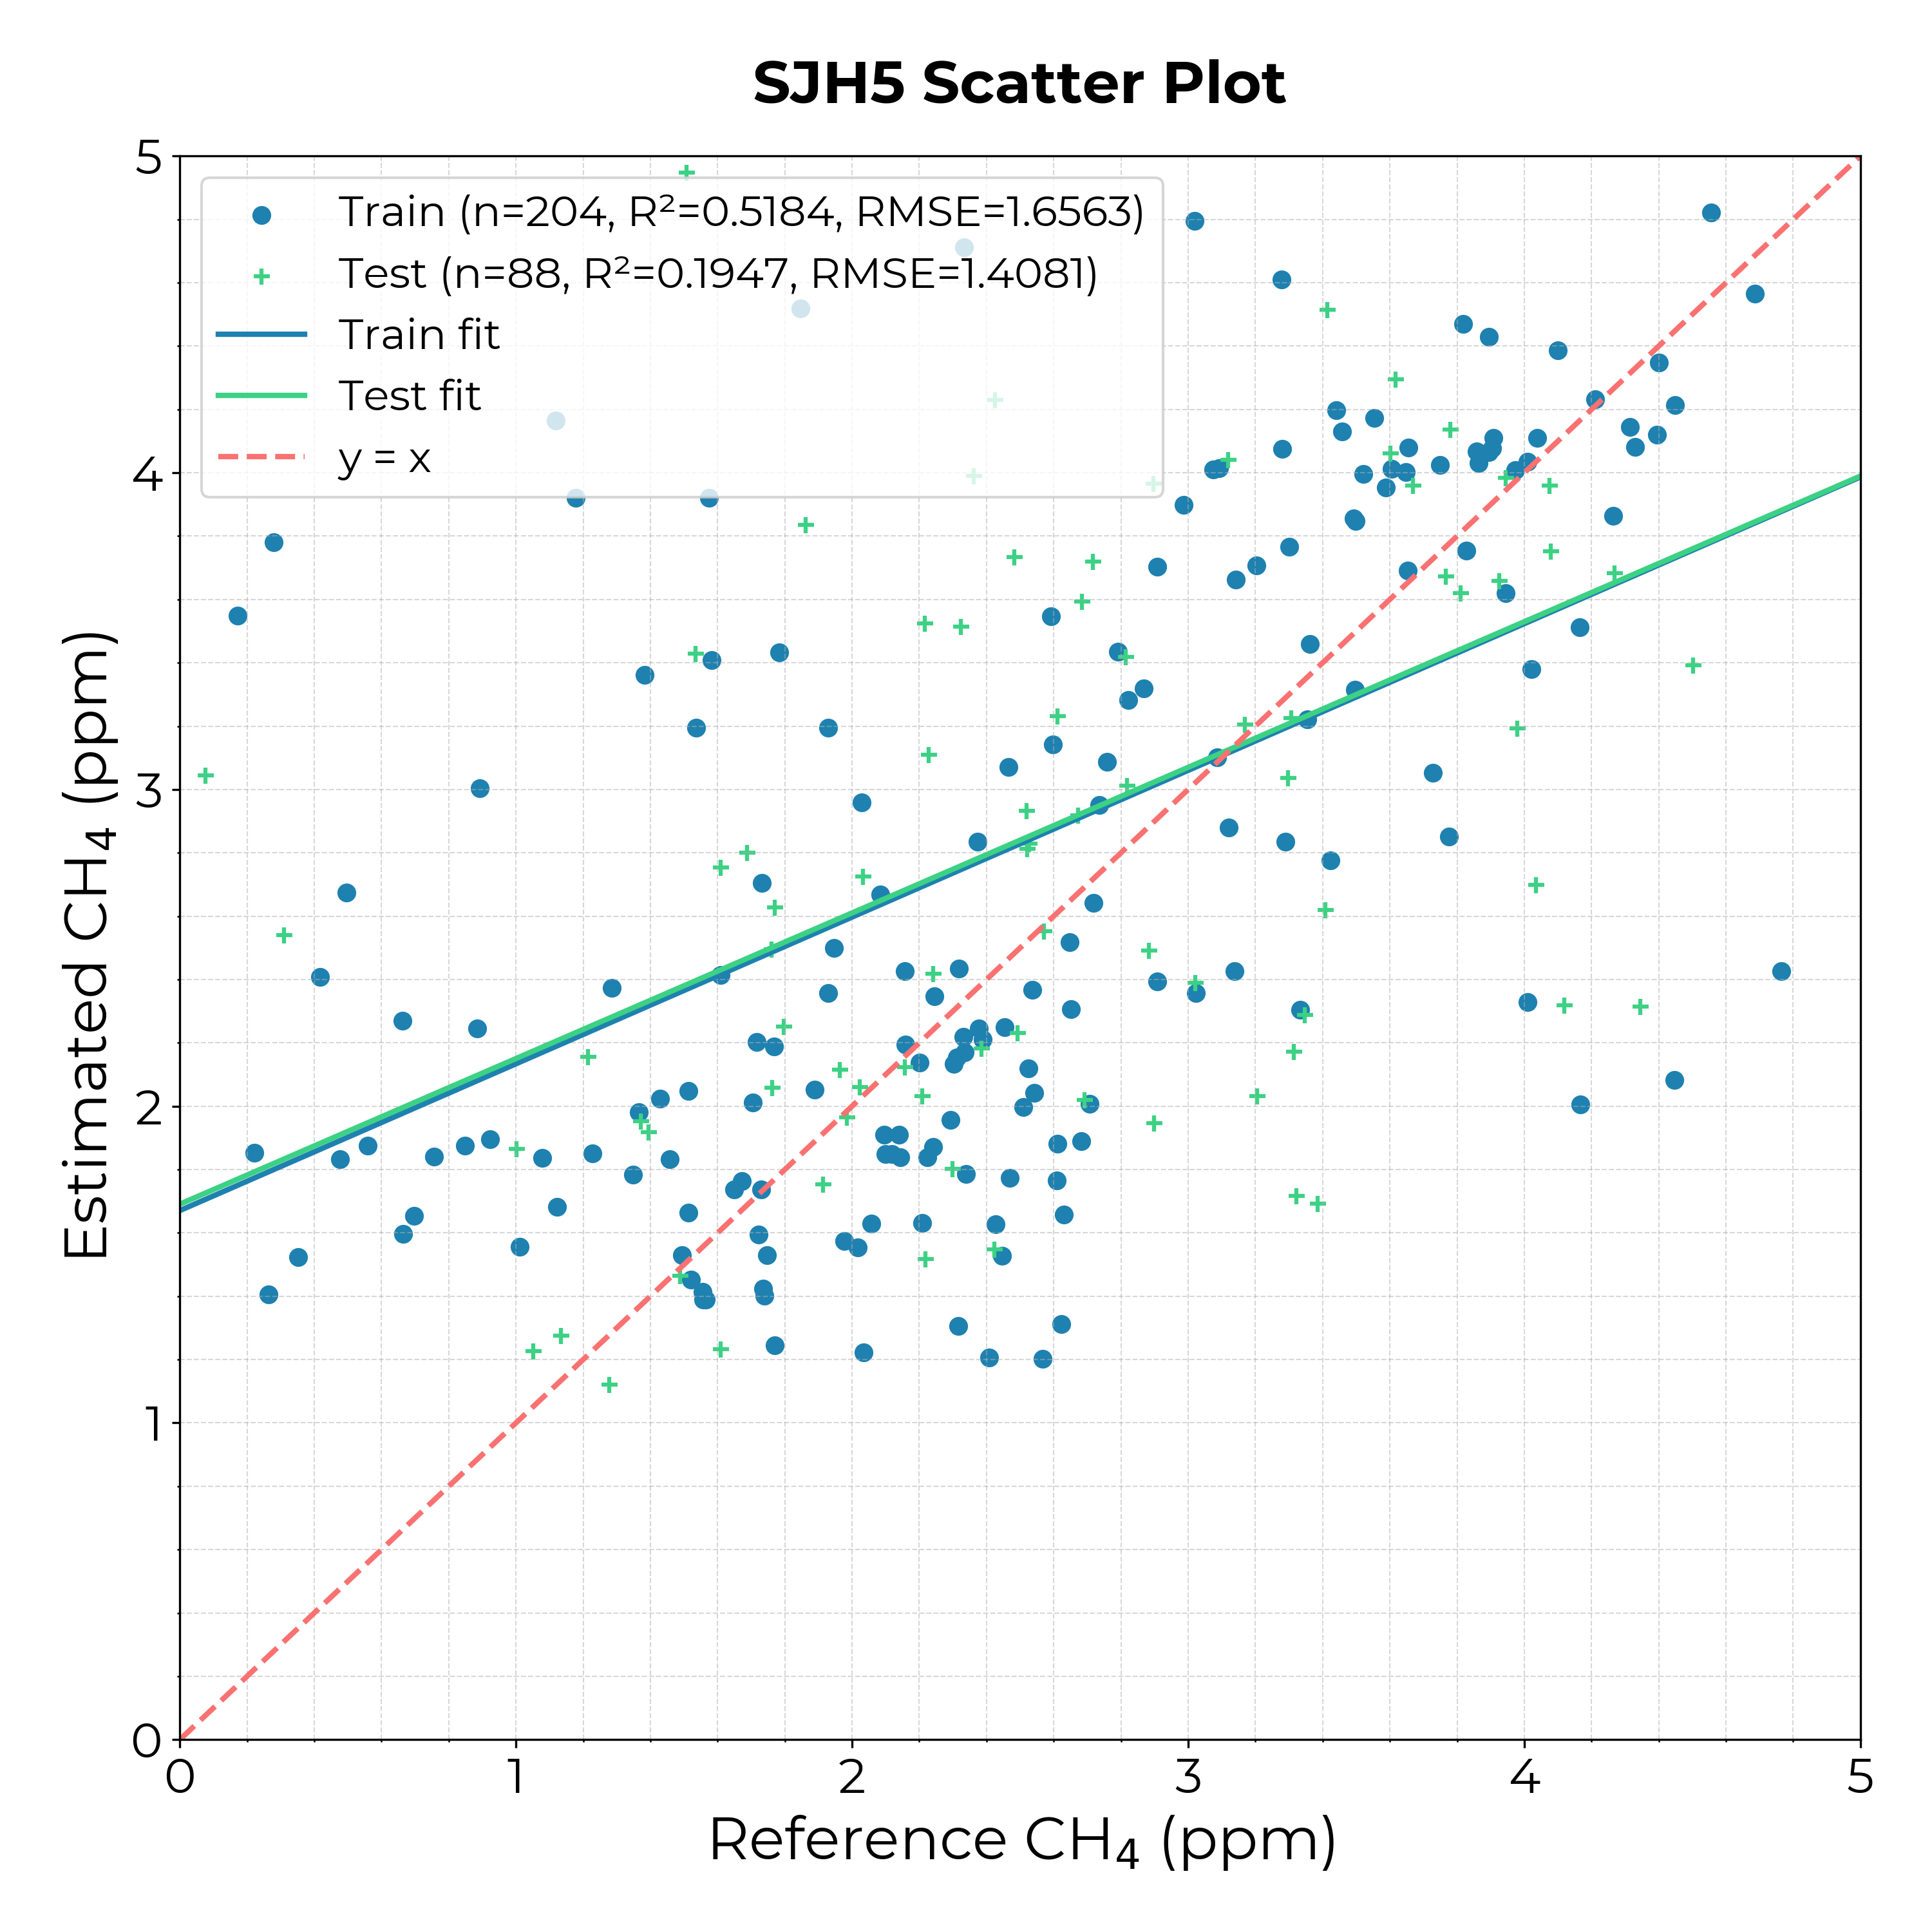 SJH5 Scatter Plot
Train (n=204, R²=0.5184, RMSE=1.6563)
Test (n=88, R²=0.1947, RMSE=1.4081)
Train fit
Test fit
y = x
5
4
3
2
1
0
Estimated CH₄ (ppm)
0 1 2 3 4 5
Reference CH₄ (ppm)